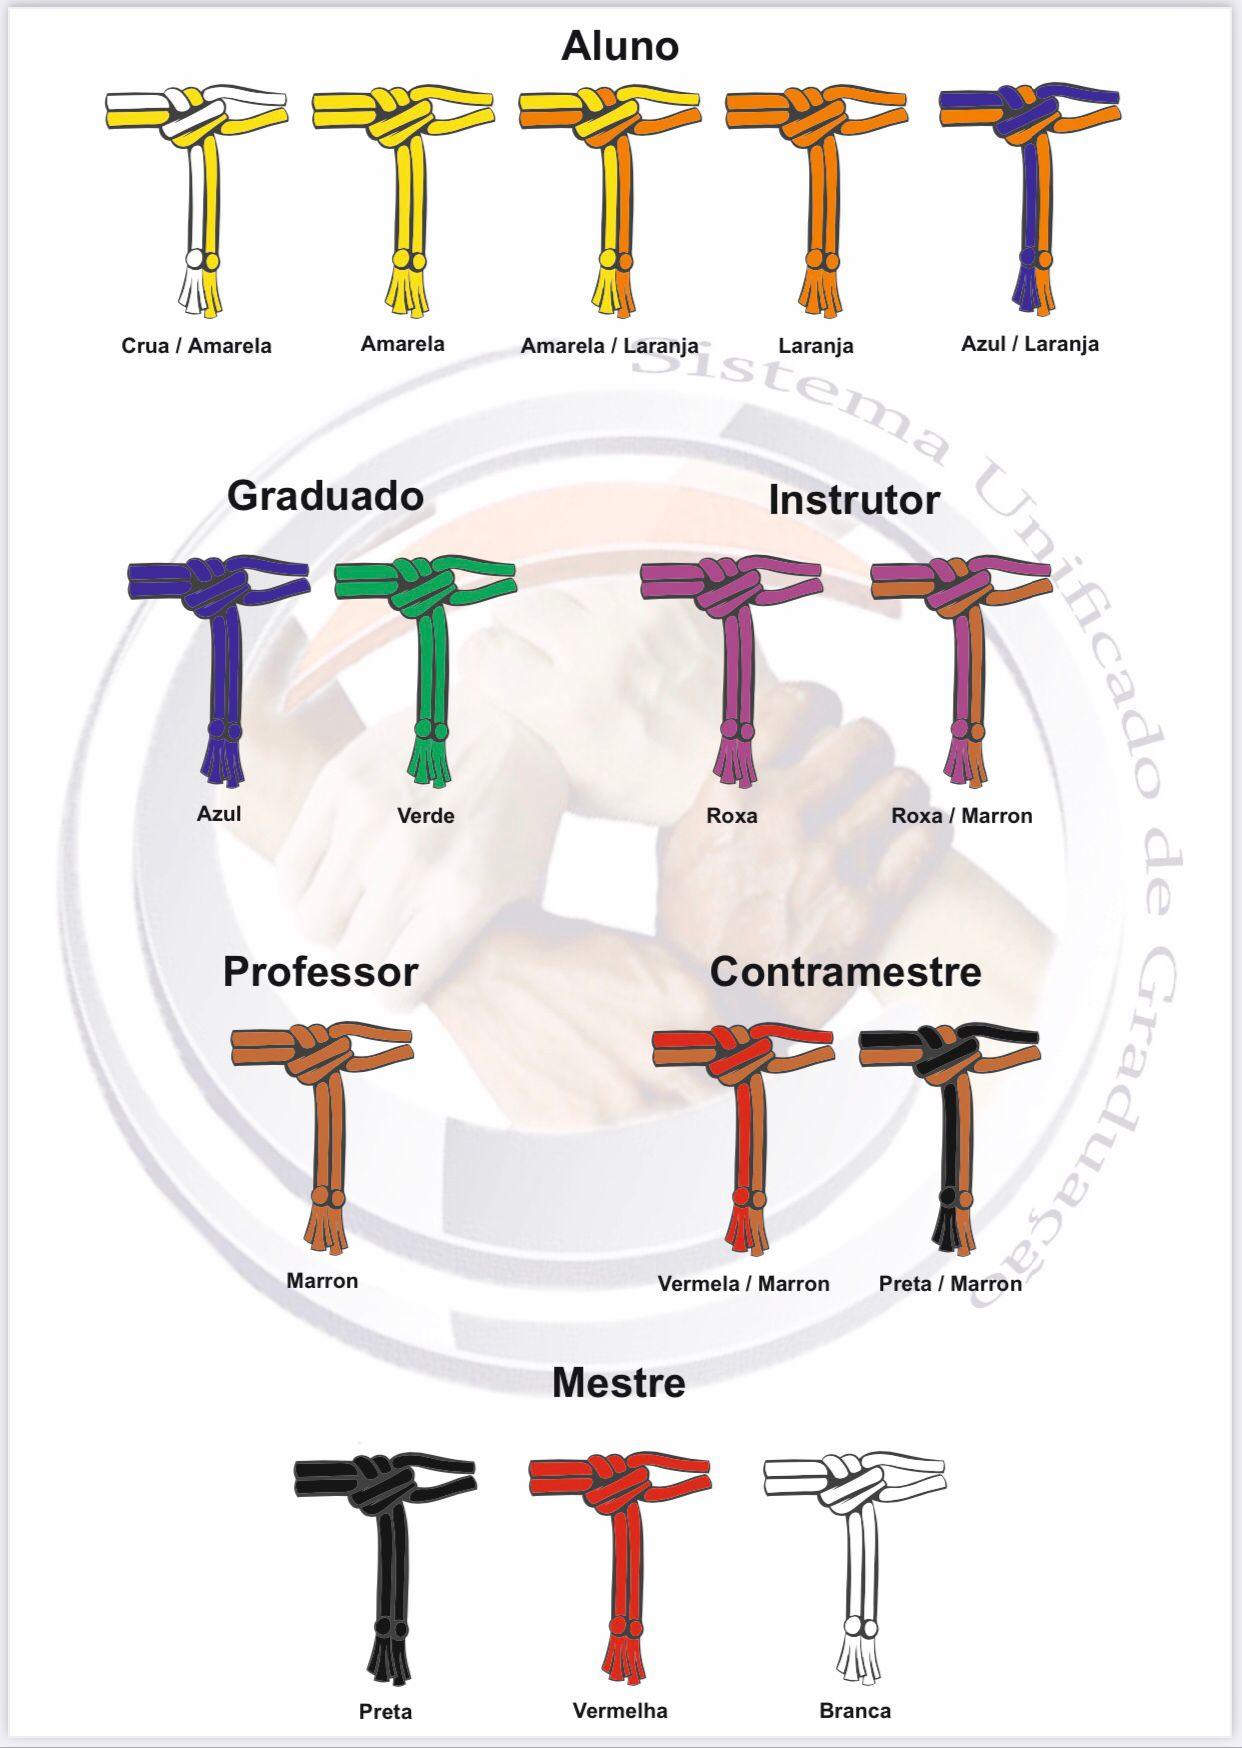 Aluno
Crua / Amarela
Amarela
Amarela / Laranja
Laranja
Azul / Laranja
Sistema Unificado de Graduação
Graduado
Instrutor
Azul
Verde
Roxa
Roxa / Marron
Professor
Contramestre
Marron
Vermela / Marron
Preta / Marron
Mestre
Preta
Vermelha
Branca